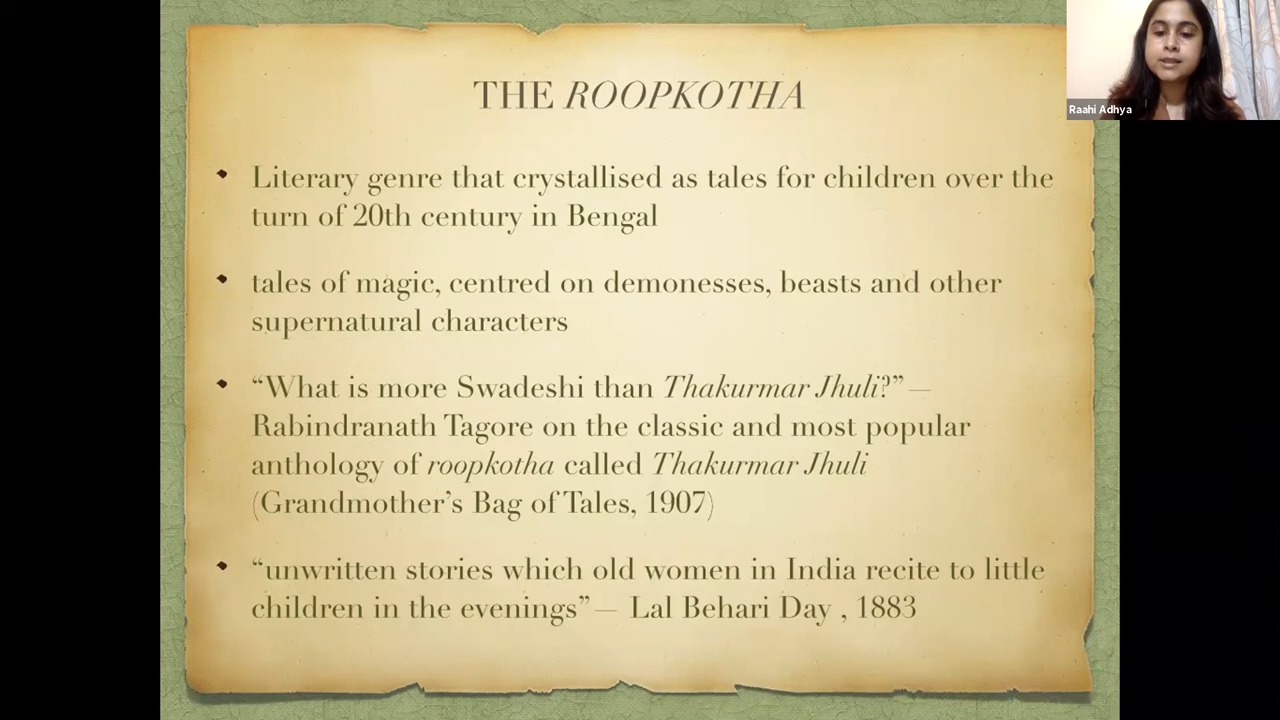 THE ROOPKOTHA
Raahi Adhya
• Literary genre that crystallised as tales for children over the
turn of 20th century in Bengal
• tales of magic, centred on demonesses, beasts and other
supernatural characters
• “What is more Swadeshi than Thakurmar Jhuli?” —
Rabindranath Tagore on the classic and most popular
anthology of roopkotha called Thakurmar Jhuli
(Grandmother’s Bag of Tales, 1907)
• “unwritten stories which old women in India recite to little
children in the evenings” — Lal Behari Day , 1883